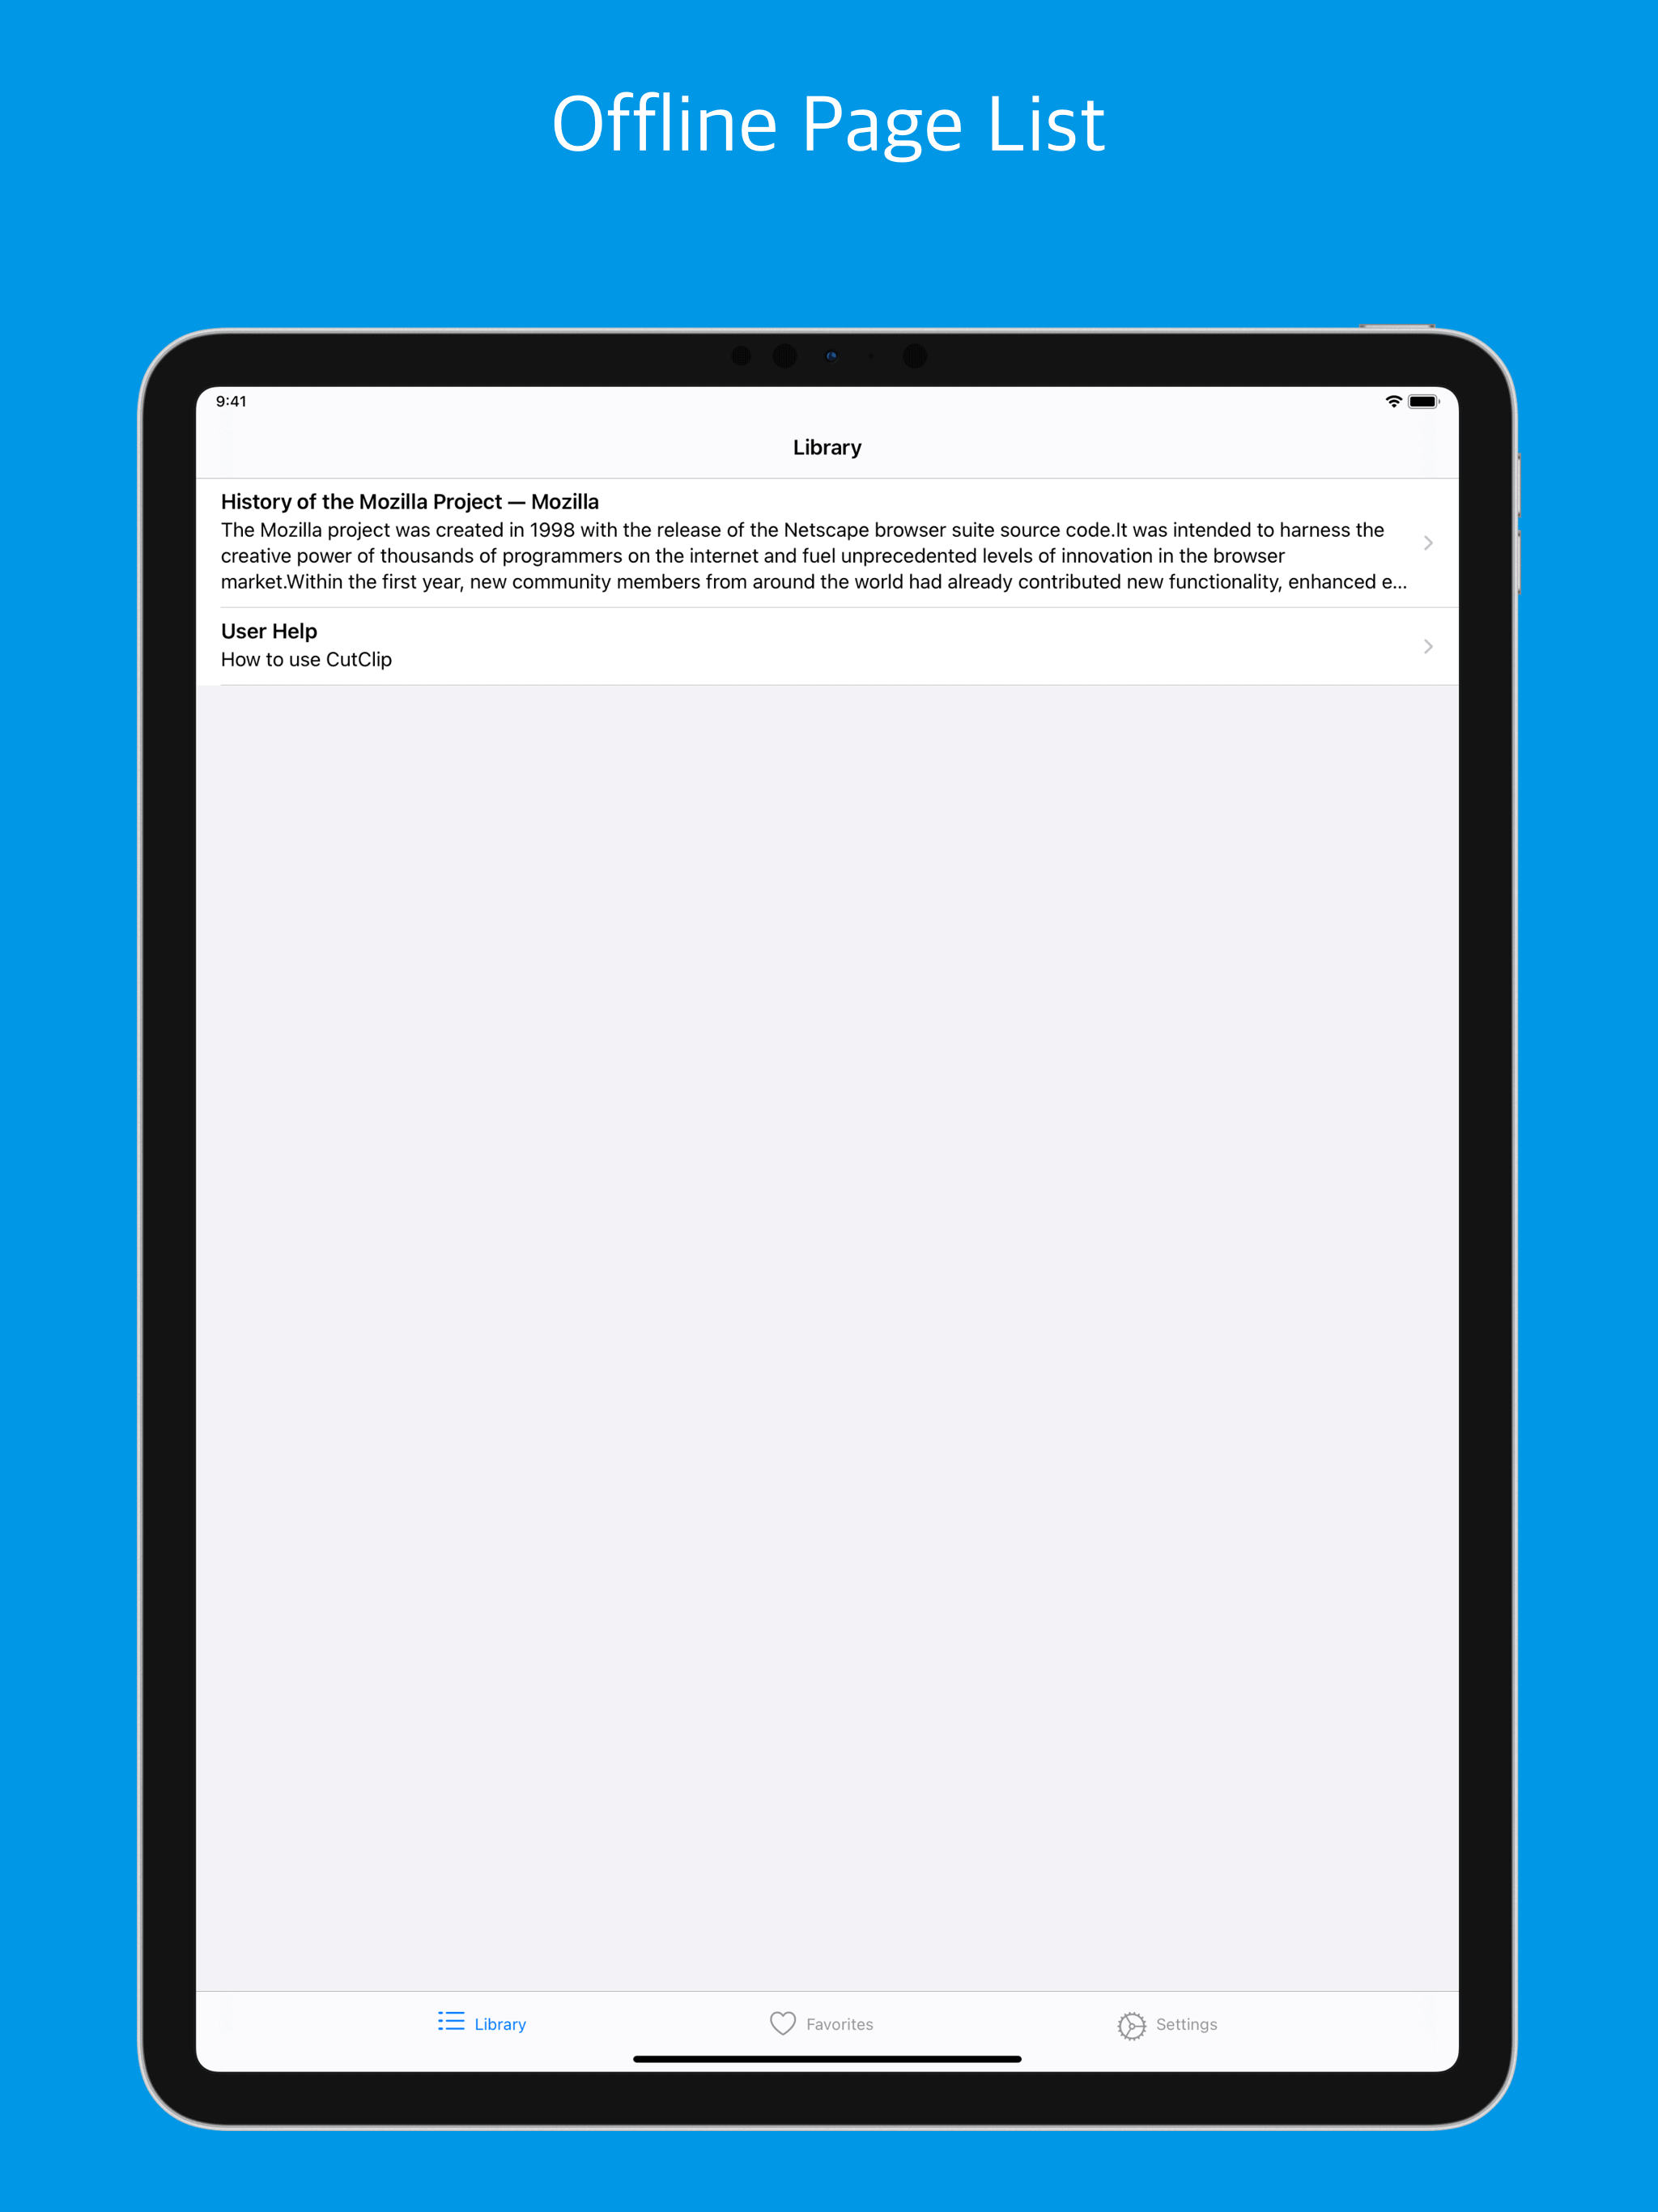 Offline Page List
9:41
Library
History of the Mozilla Project — Mozilla
The Mozilla project was created in 1998 with the release of the Netscape browser suite source code.It was intended to harness the
creative power of thousands of programmers on the internet and fuel unprecedented levels of innovation in the browser
market.Within the first year, new community members from around the world had already contributed new functionality, enhanced e...
User Help
How to use CutClip
Library
Favorites
Settings